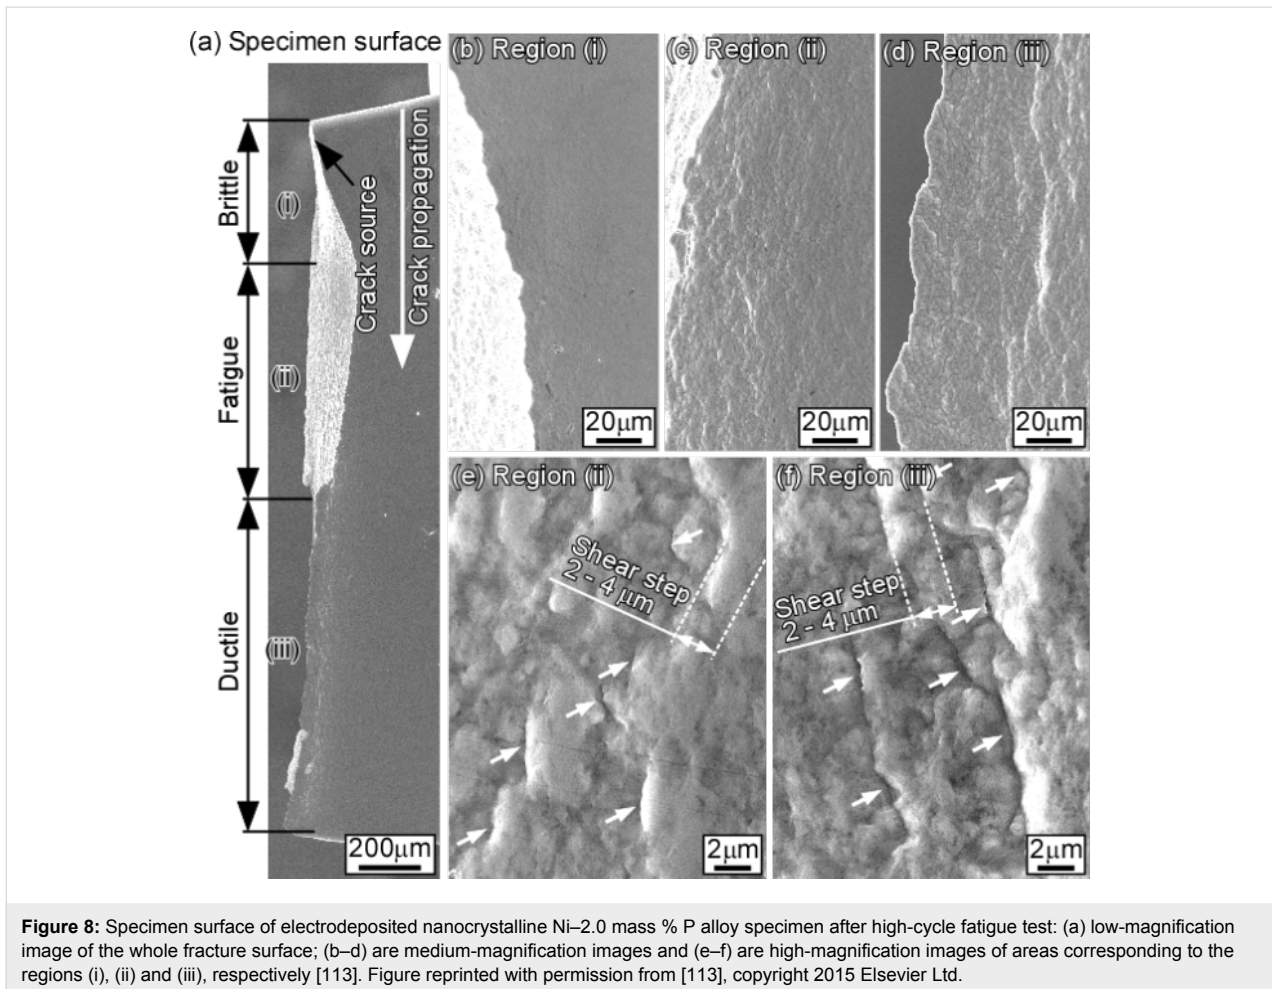 (a) Specimen surface
(b) Region (i)
(c) Region (ii)
(d) Region (iii)
Brittle
(i)
Crack source
Crack propagation
Fatigue
(ii)
Ductile
(iii)
200μm
20μm
20μm
20μm
(e) Region (ii)
Shear step
2 - 4 μm
2μm
(f) Region (iii)
Shear step
2 - 4 μm
2μm
Figure 8: Specimen surface of electrodeposited nanocrystalline Ni–2.0 mass % P alloy specimen after high-cycle fatigue test: (a) low-magnification
image of the whole fracture surface; (b–d) are medium-magnification images and (e–f) are high-magnification images of areas corresponding to the
regions (i), (ii) and (iii), respectively [113]. Figure reprinted with permission from [113], copyright 2015 Elsevier Ltd.